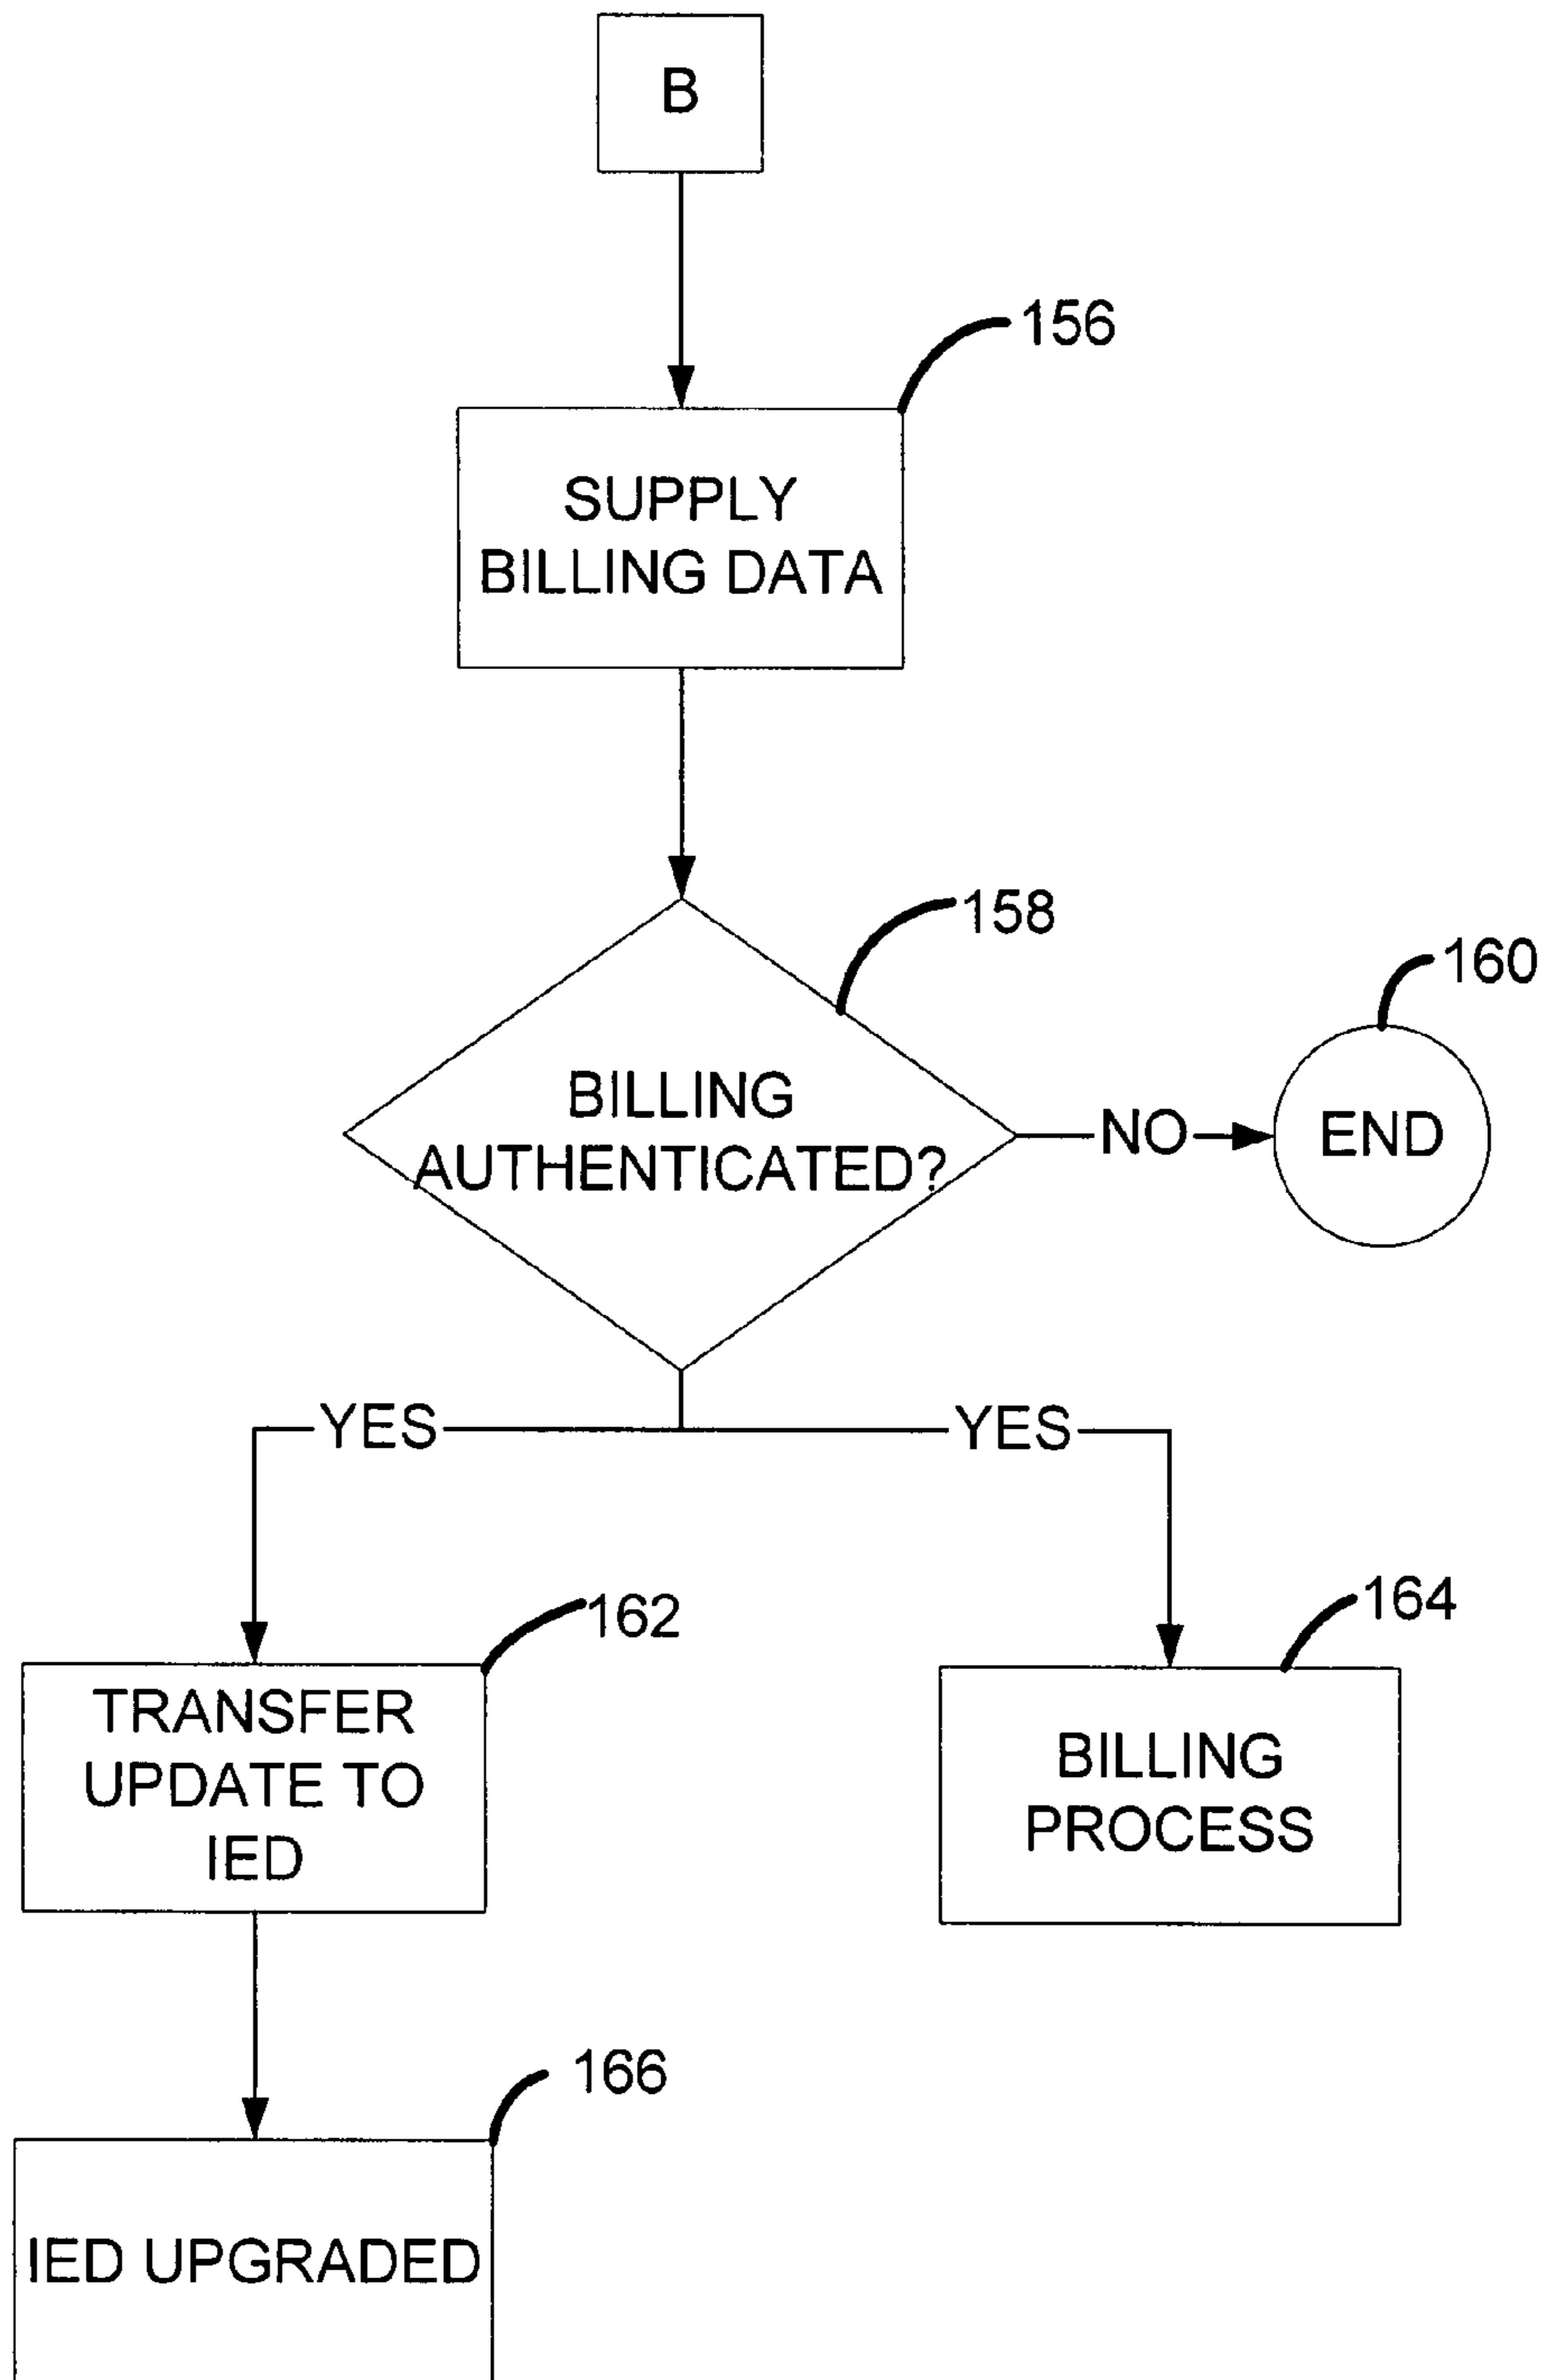 B
156
SUPPLY
BILLING DATA
158
160
BILLING
AUTHENTICATED?
NO
END
YES
YES
162
164
TRANSFER
UPDATE TO
IED
BILLING
PROCESS
166
IED UPGRADED